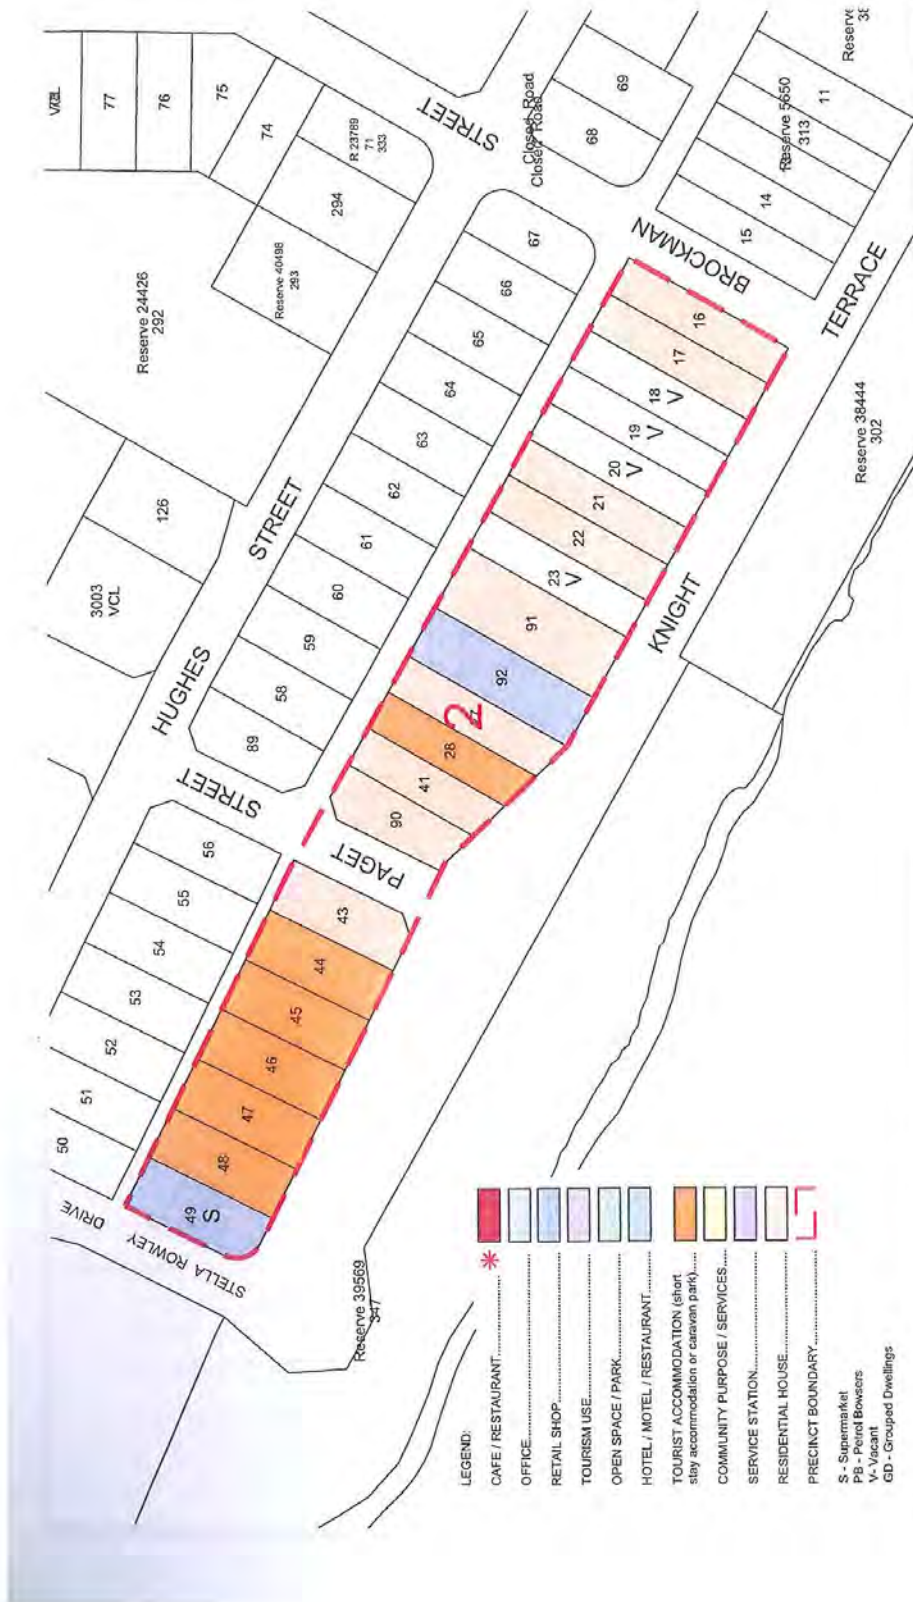 77
76
75
74
R 23789
71
333
294
Reserve 40498
293
Reserve 24426
292
126
3003
VCL
STREET
Closed Road
Closed Road
69
68
Reserve
Reserve 5650
313
11
14
15
BROCKMAN
TERRACE
Reserve 38444
302
67
66
65
64
63
62
61
60
59
58
89
HUGHES
STREET
STREET
PAGET
KNIGHT
16
17
18
V
19
V
20
V
21
22
23
V
91
92
2
28
41
90
56
55
54
53
52
51
50
43
44
45
46
47
48
49
S
DRIVE
STELLA ROWLEY
Reserve 39569
347
LEGEND:
CAFE / RESTAURANT
*
OFFICE
RETAIL SHOP
TOURISM USE
OPEN SPACE / PARK
HOTEL / MOTEL / RESTAURANT
TOURIST ACCOMMODATION (short
stay accommodation or caravan park)
COMMUNITY PURPOSE / SERVICES
SERVICE STATION
RESIDENTIAL HOUSE
PRECINCT BOUNDARY
S - Supermarket
PB - Petrol Bowsers
V- Vacant
GD - Grouped Dwellings